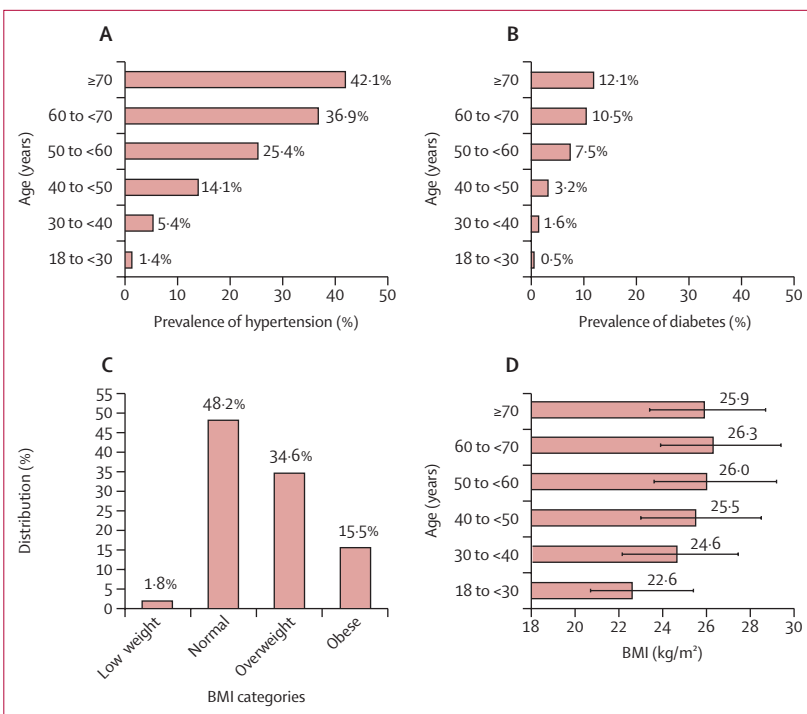 A
Age (years)
≥70
42·1%
60 to <70
36·9%
50 to <60
25·4%
40 to <50
14·1%
30 to <40
5·4%
18 to <30
1·4%
0 10 20 30 40 50
Prevalence of hypertension (%)
B
Age (years)
≥70
12·1%
60 to <70
10·5%
50 to <60
7·5%
40 to <50
3·2%
30 to <40
1·6%
18 to <30
0·5%
0 10 20 30 40 50
Prevalence of diabetes (%)
C
Distribution (%)
55
50
45
40
35
30
25
20
15
10
5
0
1·8%
48·2%
34·6%
15·5%
Low weight
Normal
Overweight
Obese
BMI categories
D
Age (years)
≥70
25·9
60 to <70
26·3
50 to <60
26·0
40 to <50
25·5
30 to <40
24·6
18 to <30
22·6
18 20 22 24 26 28 30
BMI (kg/m²)